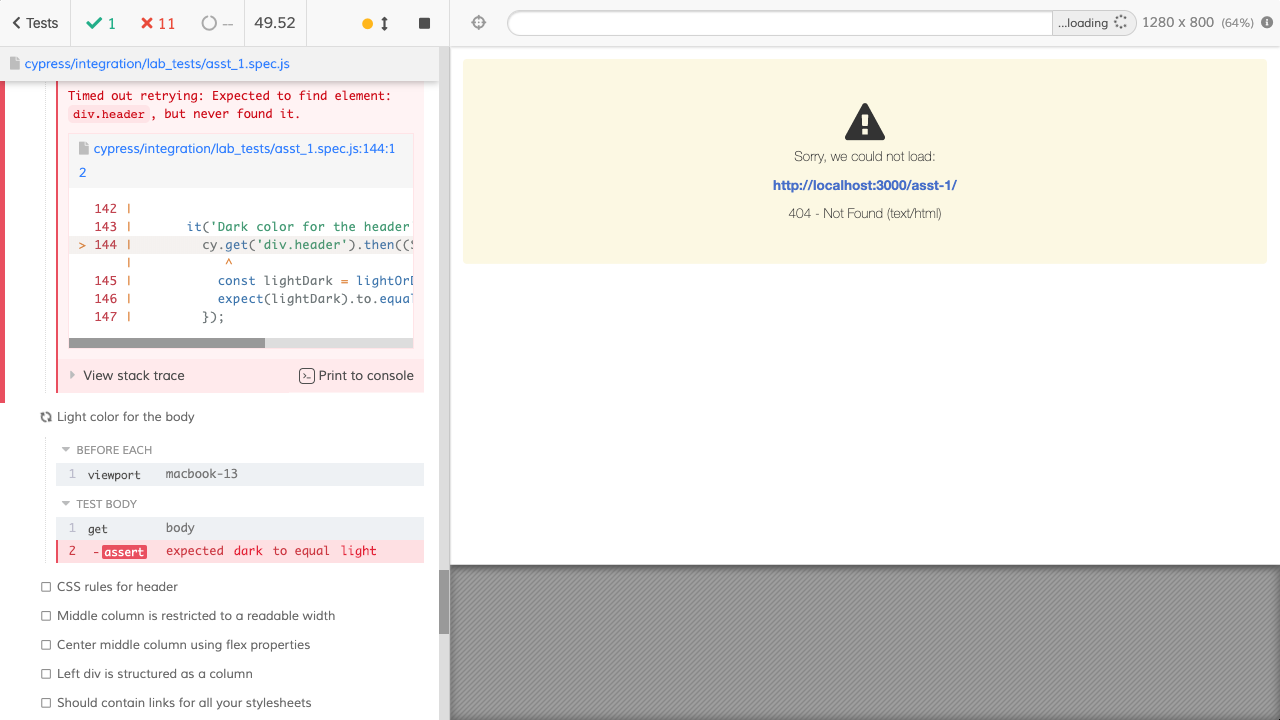 Tests
1
11
--
49.52
...loading
1280 x 800 (64%)
cypress/integration/lab_tests/asst_1.spec.js
Timed out retrying: Expected to find element:
div.header, but never found it.
cypress/integration/lab_tests/asst_1.spec.js:144:1
2
142 |
143 | it('Dark color for the header
> 144 | cy.get('div.header').then((
| ^
145 | const lightDark = lightOr
146 | expect(lightDark).to.equal
147 | });
View stack trace
Print to console
Light color for the body
BEFORE EACH
1 viewport macbook-13
TEST BODY
1 get body
2 -assert expected dark to equal light
CSS rules for header
Middle column is restricted to a readable width
Center middle column using flex properties
Left div is structured as a column
Should contain links for all your stylesheets
Sorry, we could not load:
http://localhost:3000/asst-1/
404 - Not Found (text/html)